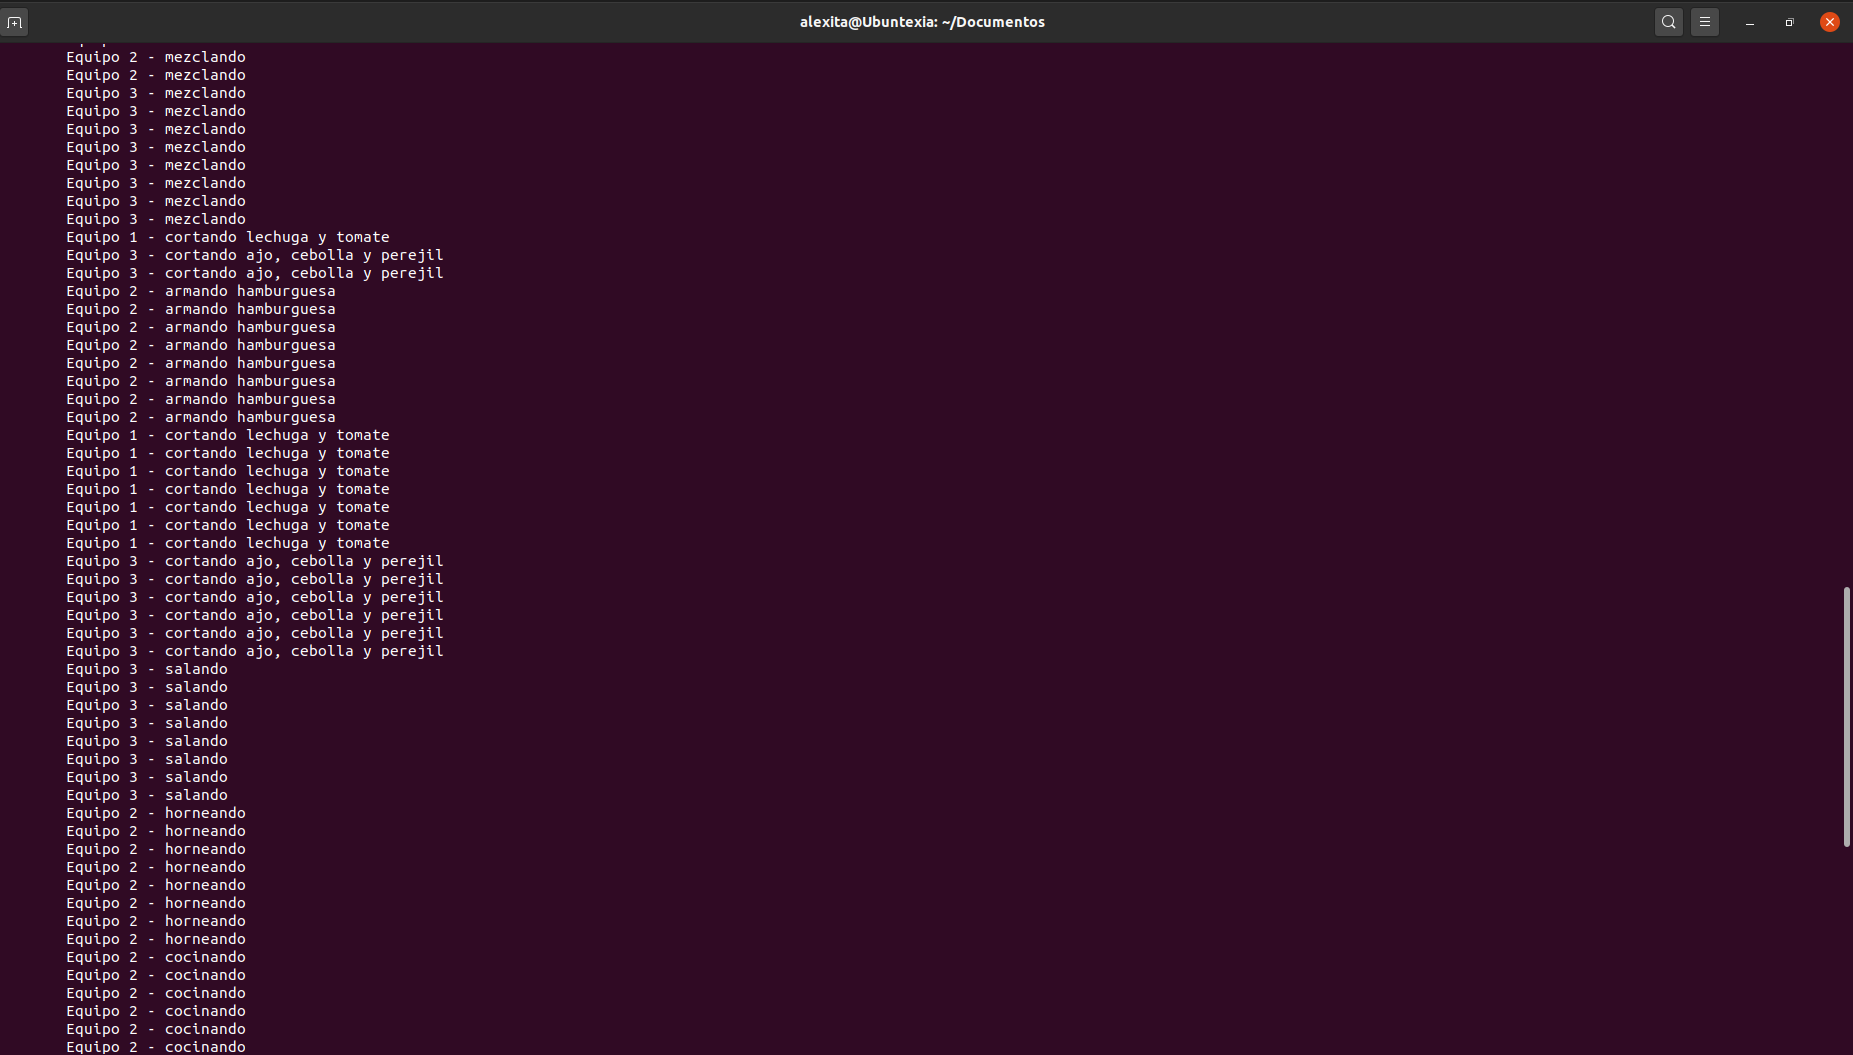 alexita@Ubuntexia: ~/Documentos
Equipo 2 - mezclando
Equipo 2 - mezclando
Equipo 3 - mezclando
Equipo 3 - mezclando
Equipo 3 - mezclando
Equipo 3 - mezclando
Equipo 3 - mezclando
Equipo 3 - mezclando
Equipo 3 - mezclando
Equipo 3 - mezclando
Equipo 1 - cortando lechuga y tomate
Equipo 3 - cortando ajo, cebolla y perejil
Equipo 3 - cortando ajo, cebolla y perejil
Equipo 2 - armando hamburguesa
Equipo 2 - armando hamburguesa
Equipo 2 - armando hamburguesa
Equipo 2 - armando hamburguesa
Equipo 2 - armando hamburguesa
Equipo 2 - armando hamburguesa
Equipo 2 - armando hamburguesa
Equipo 2 - armando hamburguesa
Equipo 1 - cortando lechuga y tomate
Equipo 1 - cortando lechuga y tomate
Equipo 1 - cortando lechuga y tomate
Equipo 1 - cortando lechuga y tomate
Equipo 1 - cortando lechuga y tomate
Equipo 1 - cortando lechuga y tomate
Equipo 1 - cortando lechuga y tomate
Equipo 3 - cortando ajo, cebolla y perejil
Equipo 3 - cortando ajo, cebolla y perejil
Equipo 3 - cortando ajo, cebolla y perejil
Equipo 3 - cortando ajo, cebolla y perejil
Equipo 3 - cortando ajo, cebolla y perejil
Equipo 3 - cortando ajo, cebolla y perejil
Equipo 3 - salando
Equipo 3 - salando
Equipo 3 - salando
Equipo 3 - salando
Equipo 3 - salando
Equipo 3 - salando
Equipo 3 - salando
Equipo 3 - salando
Equipo 2 - horneando
Equipo 2 - horneando
Equipo 2 - horneando
Equipo 2 - horneando
Equipo 2 - horneando
Equipo 2 - horneando
Equipo 2 - horneando
Equipo 2 - horneando
Equipo 2 - cocinando
Equipo 2 - cocinando
Equipo 2 - cocinando
Equipo 2 - cocinando
Equipo 2 - cocinando
Equipo 2 - cocinando